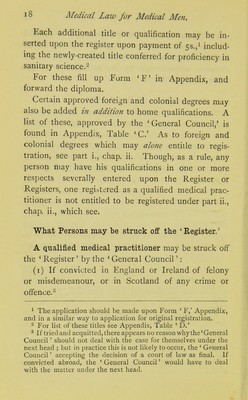 18 Medical Law for Medical Men.
Each additional title or qualification may be in-
serted upon the register upon payment of 5s.,¹ includ-
ing the newly-created title conferred for proficiency in
sanitary science.²
For these fill up Form ‘F’ in Appendix, and
forward the diploma.
Certain approved foreign and colonial degrees may
also be added in addition to home qualifications. A
list of these, approved by the ‘General Council,’ is
found in Appendix, Table ‘C.’ As to foreign and
colonial degrees which may alone entitle to regis-
tration, see part i., chap. ii. Though, as a rule, any
person may have his qualifications in one or more
respects severally entered upon the Register or
Registers, one registered as a qualified medical prac-
titioner is not entitled to be registered under part ii.,
chap. ii., which see.
What Persons may be struck off the ‘Register.’
A qualified medical practitioner may be struck off
the ‘Register’ by the ‘General Council’:
(1) If convicted in England or Ireland of felony
or misdemeanour, or in Scotland of any crime or
offence.³
¹ The application should be made upon Form ‘F,’ Appendix,
and in a similar way to application for original registration.
² For list of these titles see Appendix, Table ‘D.’
³ If tried and acquitted, there appears no reason why the ‘General
Council’ should not deal with the case for themselves under the
next head; but in practice this is not likely to occur, the ‘General
Council’ accepting the decision of a court of law as final. If
convicted abroad, the ‘General Council’ would have to deal
with the matter under the next head.